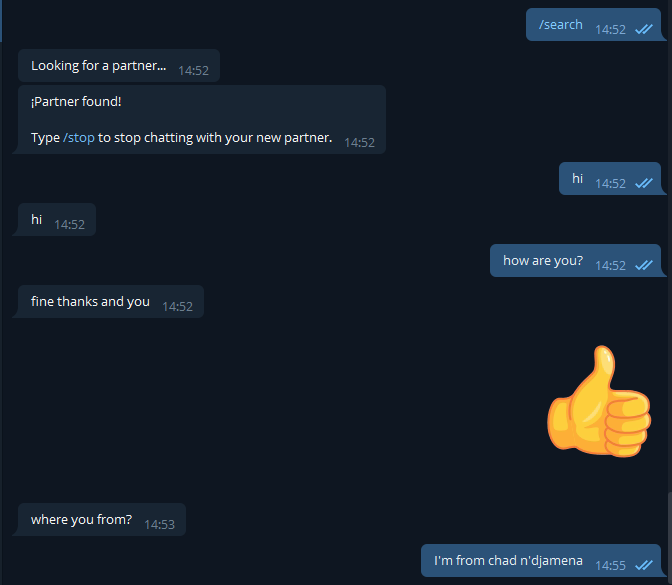 /search 14:52
Looking for a partner... 14:52
¡Partner found!
Type /stop to stop chatting with your new partner. 14:52
hi 14:52
hi 14:52
how are you? 14:52
fine thanks and you 14:52
where you from? 14:53
I'm from chad n'djamena 14:55